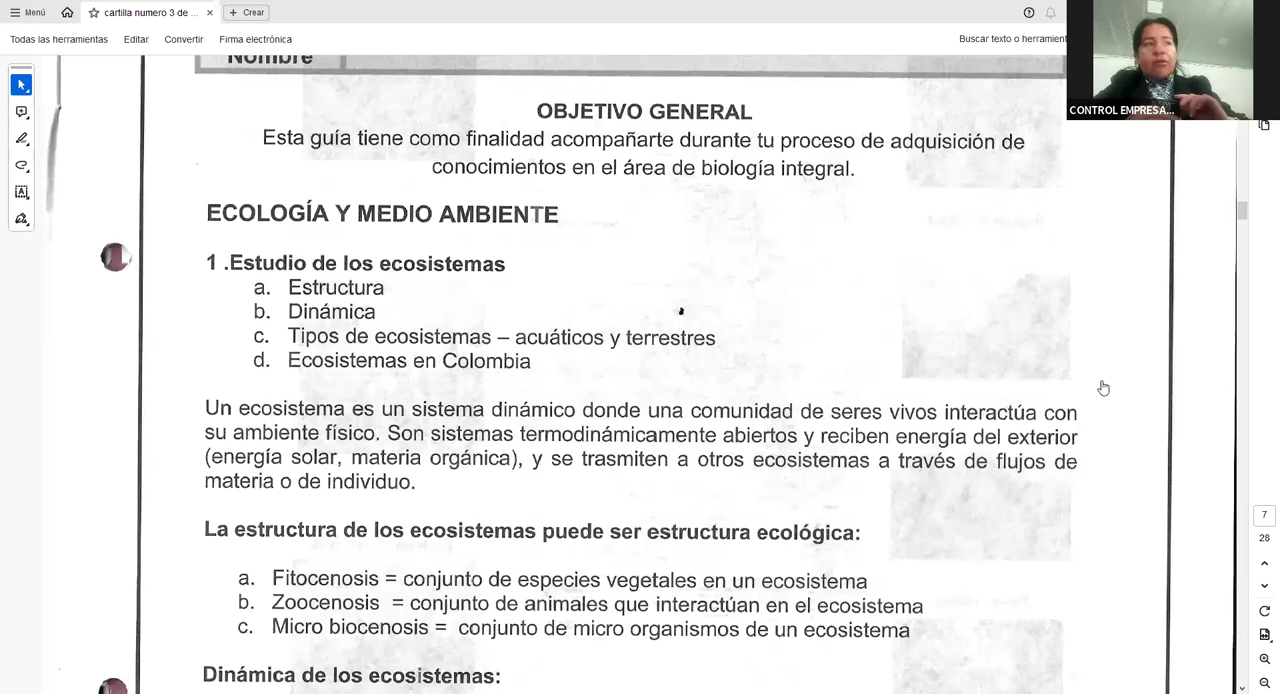 Menú
cartilla numero 3 de ...
Crear
Todas las herramientas
Editar
Convertir
Firma electrónica
Buscar texto o herramient
CONTROL EMPRESA...
Nombre
OBJETIVO GENERAL
Esta guía tiene como finalidad acompañarte durante tu proceso de adquisición de
conocimientos en el área de biología integral.
ECOLOGÍA Y MEDIO AMBIENTE
1 .Estudio de los ecosistemas
a. Estructura
b. Dinámica
c. Tipos de ecosistemas – acuáticos y terrestres
d. Ecosistemas en Colombia
Un ecosistema es un sistema dinámico donde una comunidad de seres vivos interactúa con
su ambiente físico. Son sistemas termodinámicamente abiertos y reciben energía del exterior
(energía solar, materia orgánica), y se trasmiten a otros ecosistemas a través de flujos de
materia o de individuo.
La estructura de los ecosistemas puede ser estructura ecológica:
a. Fitocenosis = conjunto de especies vegetales en un ecosistema
b. Zoocenosis = conjunto de animales que interactúan en el ecosistema
c. Micro biocenosis = conjunto de micro organismos de un ecosistema
Dinámica de los ecosistemas:
7
28